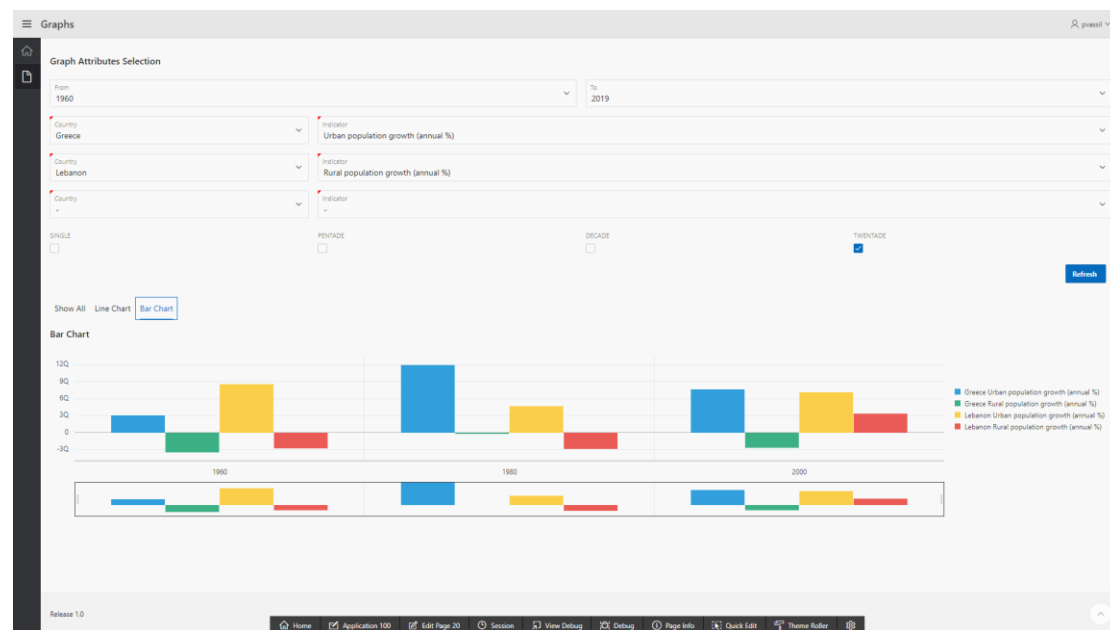 Graphs
pvassil
Graph Attributes Selection
From
1960
To
2019
Country
Greece
Indicator
Urban population growth (annual %)
Country
Lebanon
Indicator
Rural population growth (annual %)
Country
-
Indicator
-
SINGLE
PENTADE
DECADE
TWENTADE
Refresh
Show All Line Chart Bar Chart
Bar Chart
12Q
9Q
6Q
3Q
0
-3Q
1960 1980 2000
Greece Urban population growth (annual %)
Greece Rural population growth (annual %)
Lebanon Urban population growth (annual %)
Lebanon Rural population growth (annual %)
Release 1.0
Home Application 100 Edit Page 20 Session View Debug Debug Page Info Quick Edit Theme Roller